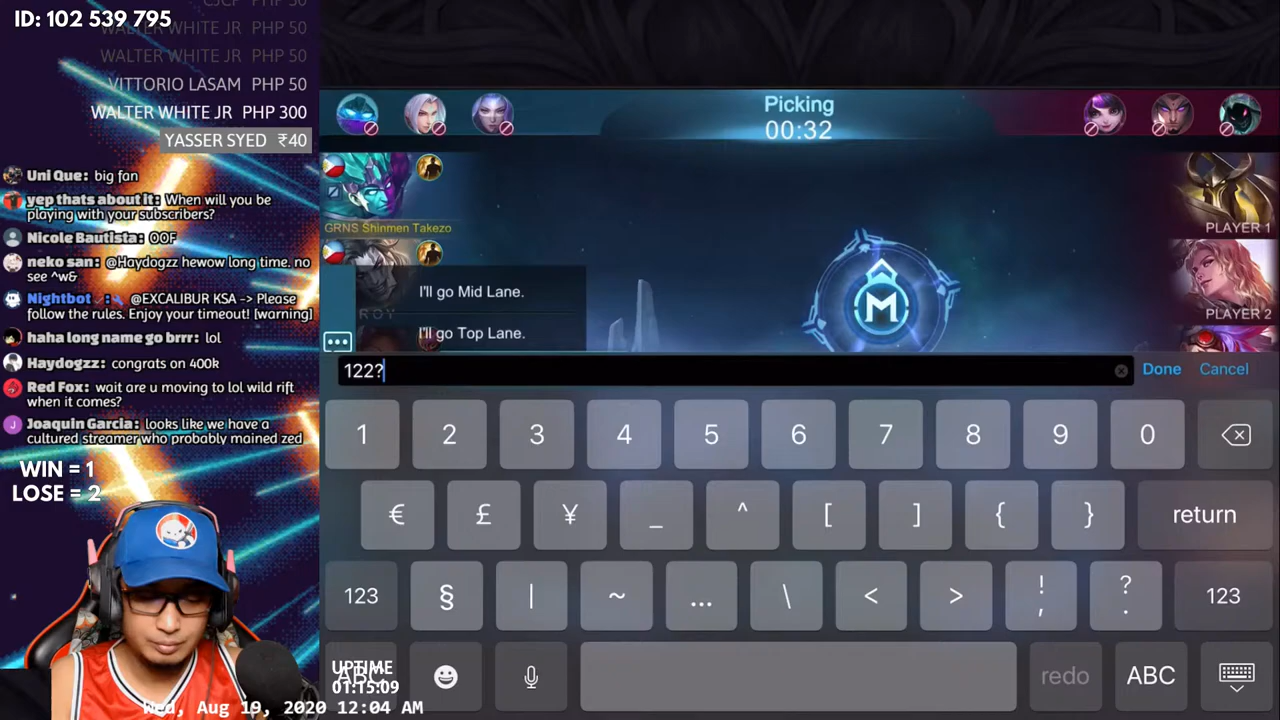 ID: 102 539 795
WALTER WHITE JR PHP 50
WALTER WHITE JR PHP 50
VITTORIO LASAM PHP 50
WALTER WHITE JR PHP 300
YASSER SYED ₹40
Uni Que: big fan
yep thats about it: When will you be
playing with your subscribers?
Nicole Bautista: OOF
neko san: @Haydogzz hewow long time. no
see ^w&
Nightbot : @EXCALIBUR KSA -> Please
follow the rules. Enjoy your timeout! [warning]
haha long name go brrr: lol
Haydogzz: congrats on 400k
Red Fox: wait are u moving to lol wild rift
when it comes?
Joaquin Garcia: looks like we have a
cultured streamer who probably mained zed
WIN = 1
LOSE = 2
UPTIME
01:15:09
Wed, Aug 19, 2020 12:04 AM
Picking
00:32
GRNS Shinmen Takezo
PLAYER 1
PLAYER 2
I'll go Mid Lane.
I'll go Top Lane.
122?
Done Cancel
1 2 3 4 5 6 7 8 9 0
€ £ ¥ _ ^ [ ] { } return
123 § | ~ ... \ < > ! , ? . 123
ABC redo ABC